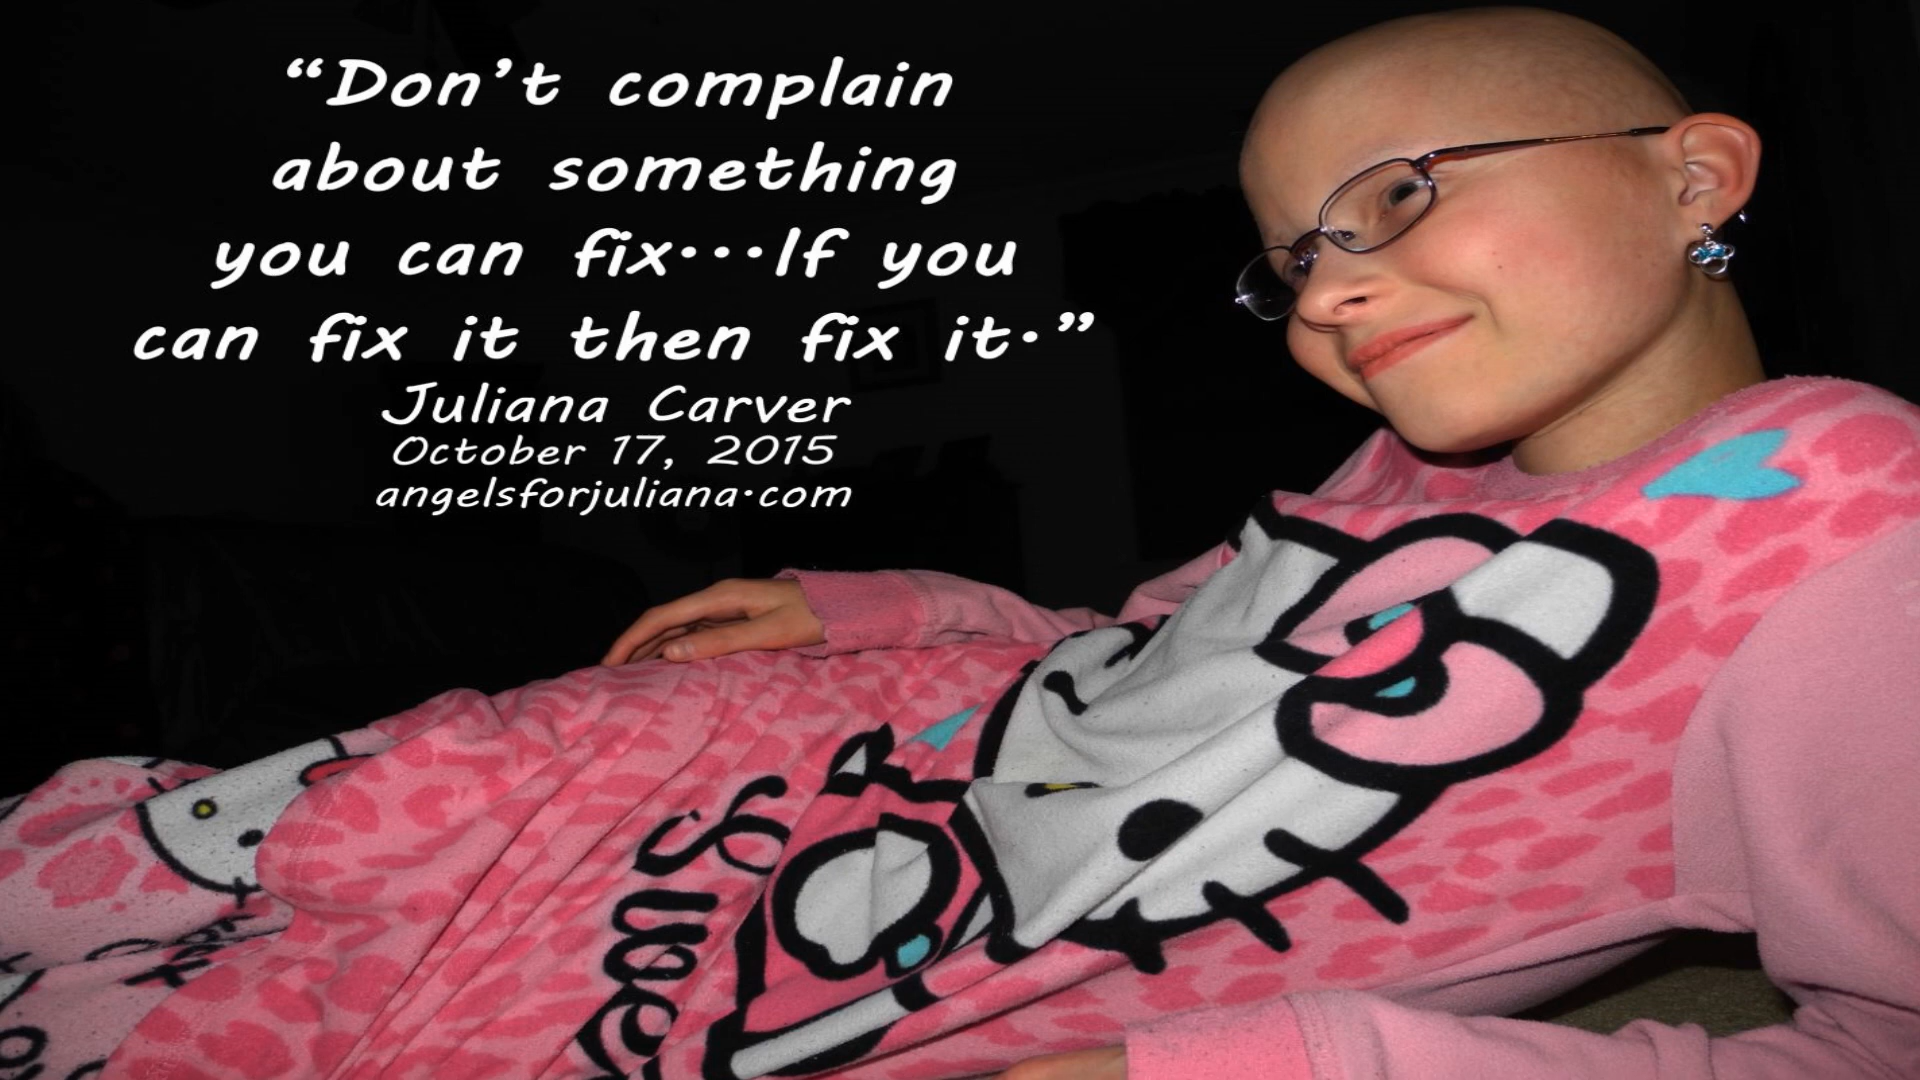 “Don’t complain
about something
you can fix...If you
can fix it then fix it.”
Juliana Carver
October 17, 2015
angelsforjuliana.com
Sweet